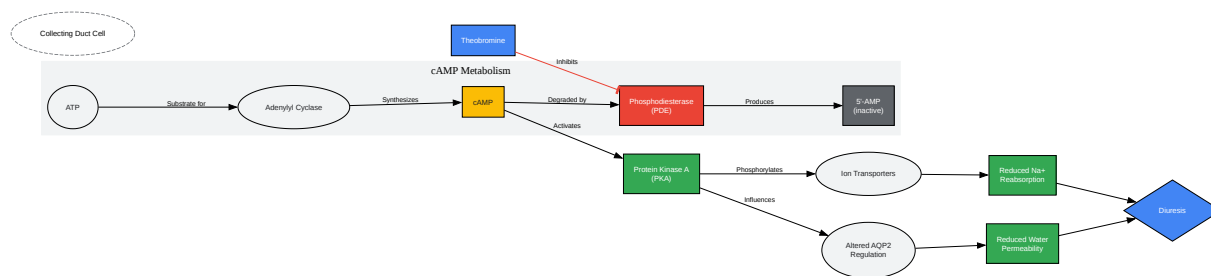 Collecting Duct Cell
Theobromine
Inhibits
cAMP Metabolism
ATP
Substrate for
Adenylyl Cyclase
Synthesizes
cAMP
Degraded by
Phosphodiesterase
(PDE)
Produces
5'-AMP
(inactive)
Activates
Protein Kinase A
(PKA)
Phosphorylates
Ion Transporters
Reduced Na+
Reabsorption
Influences
Diuresis
Altered AQP2
Regulation
Reduced Water
Permeability